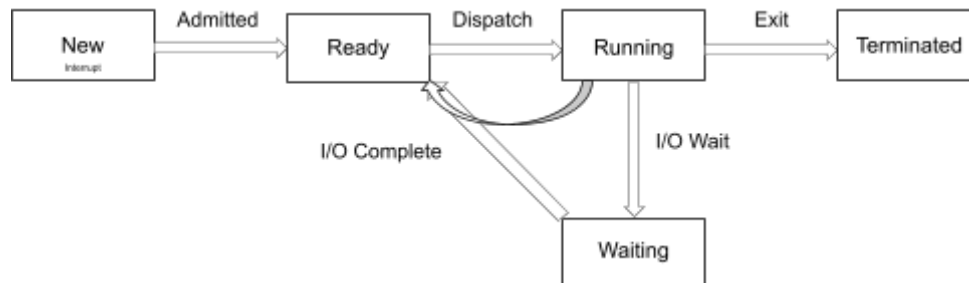 Admitted
Dispatch
Exit
New
Interrupt
Ready
Running
Terminated
I/O Complete
I/O Wait
Waiting